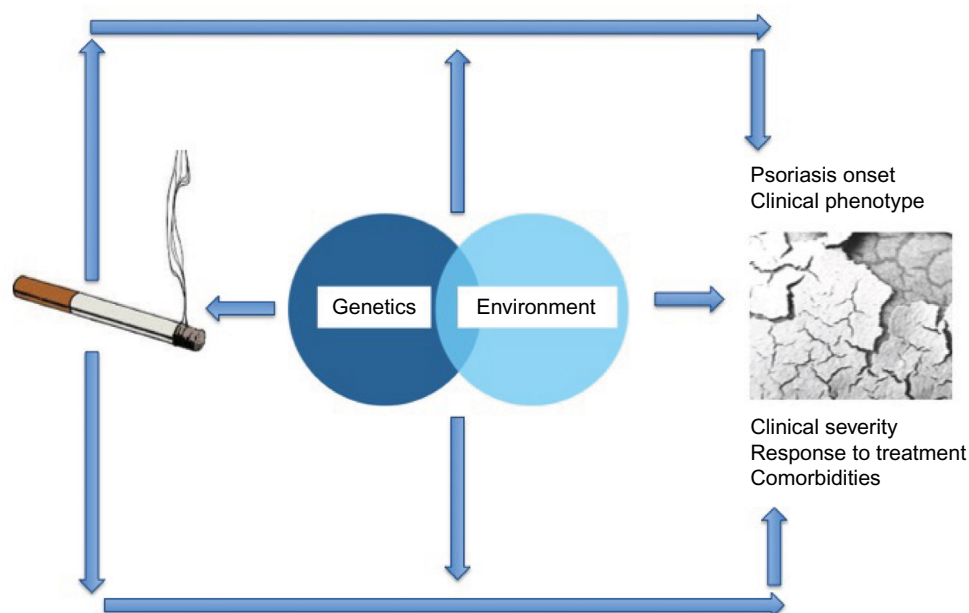 Psoriasis onset
Clinical phenotype
Genetics
Environment
Clinical severity
Response to treatment
Comorbidities